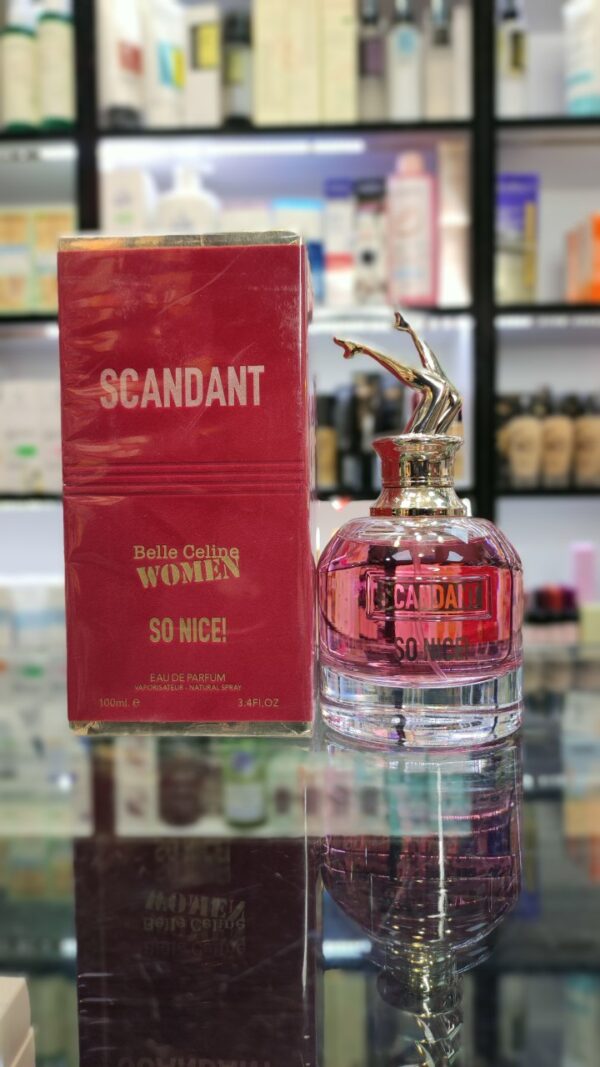 SCANDANT
Belle Celine
WOMEN
SO NICE!
EAU DE PARFUM
VAPORISATEUR - NATURAL SPRAY
100ml. e 3.4Fl.OZ
SCANDANT
SO NICE!